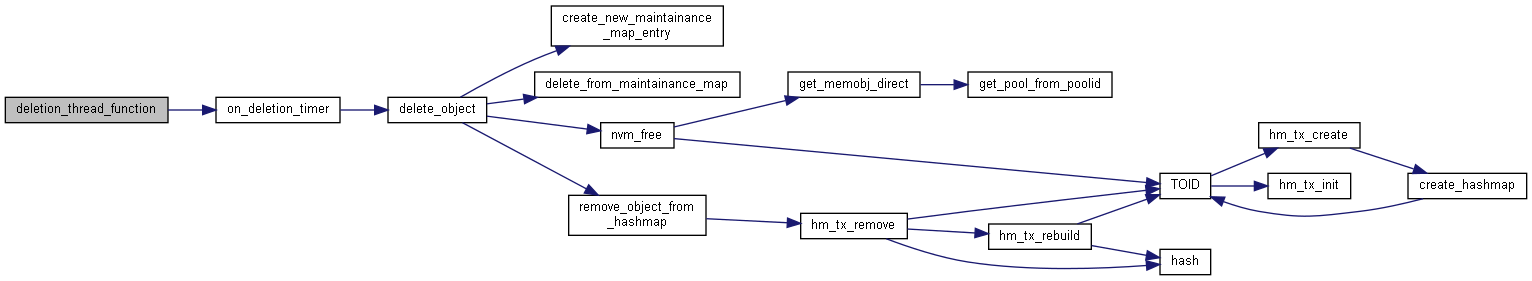 deletion_thread_function
on_deletion_timer
delete_object
create_new_maintainance
_map_entry
delete_from_maintainance_map
nvm_free
remove_object_from
_hashmap
get_memobj_direct
get_pool_from_poolid
hm_tx_remove
hm_tx_rebuild
TOID
hash
hm_tx_create
hm_tx_init
create_hashmap